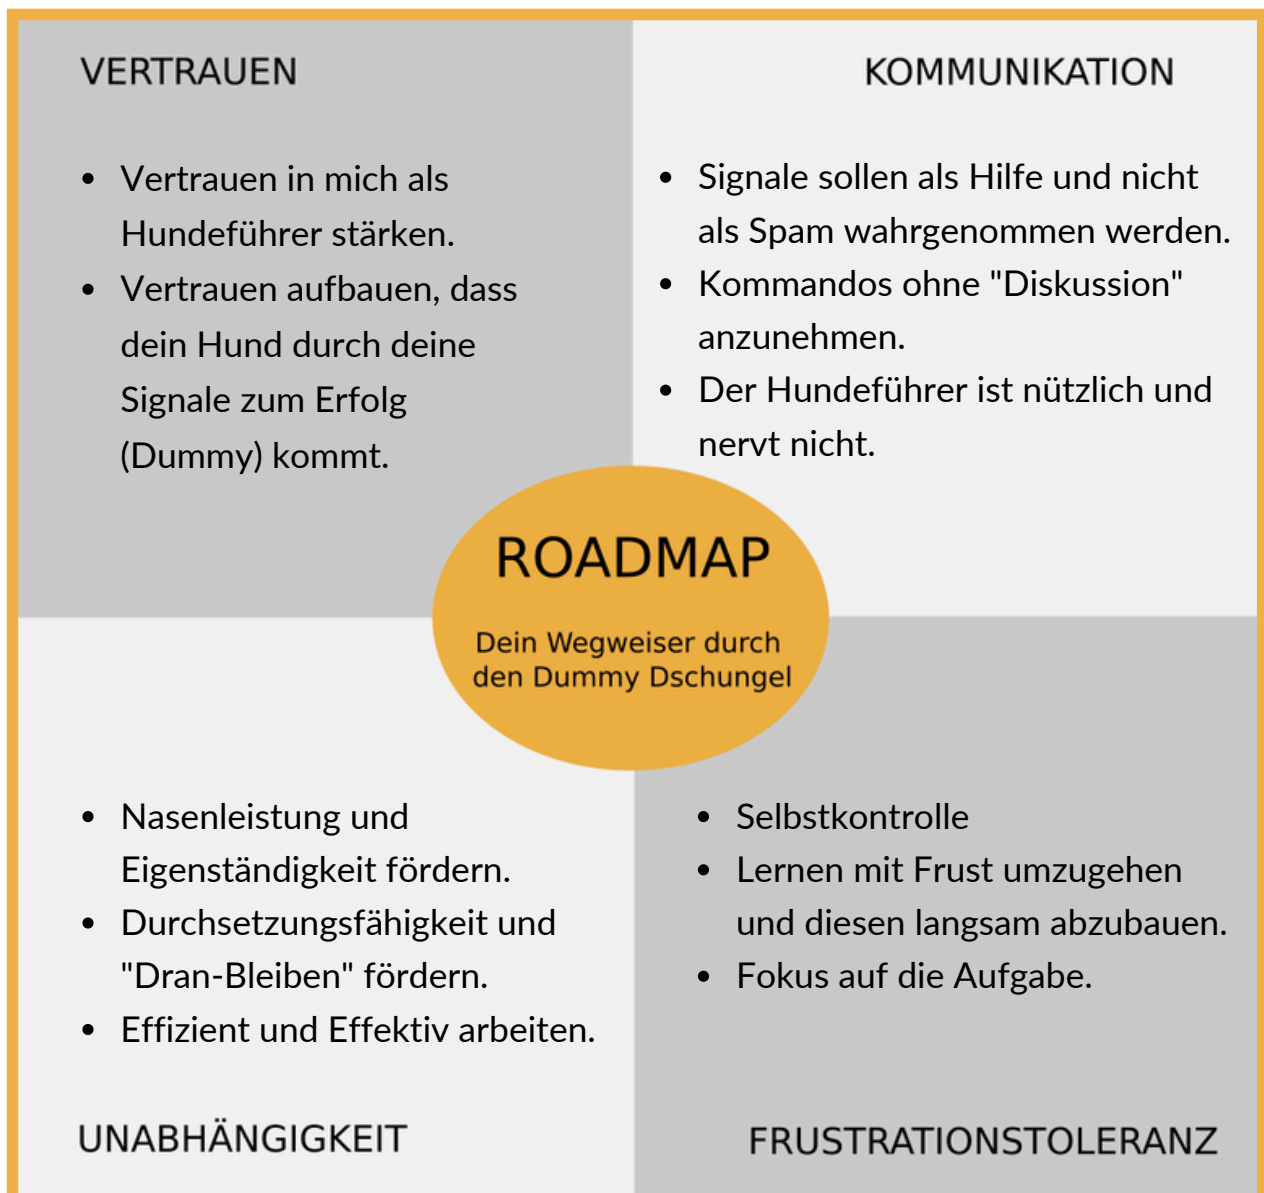 VERTRAUEN
• Vertrauen in mich als
Hundeführer stärken.
• Vertrauen aufbauen, dass
dein Hund durch deine
Signale zum Erfolg
(Dummy) kommt.
KOMMUNIKATION
• Signale sollen als Hilfe und nicht
als Spam wahrgenommen werden.
• Kommandos ohne "Diskussion"
anzunehmen.
• Der Hundeführer ist nützlich und
nervt nicht.
ROADMAP
Dein Wegweiser durch
den Dummy Dschungel
• Nasenleistung und
Eigenständigkeit fördern.
• Durchsetzungsfähigkeit und
"Dran-Bleiben" fördern.
• Effizient und Effektiv arbeiten.
UNABHÄNGIGKEIT
• Selbstkontrolle
• Lernen mit Frust umzugehen
und diesen langsam abzubauen.
• Fokus auf die Aufgabe.
FRUSTRATIONSTOLERANZ